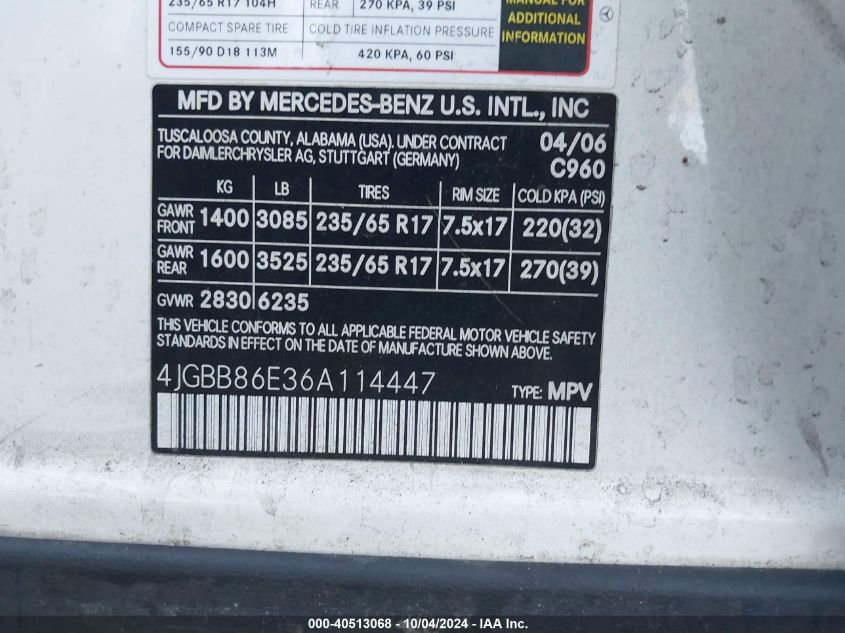 235/65 R17 104H REAR 270 KPA, 39 PSI
COMPACT SPARE TIRE COLD TIRE INFLATION PRESSURE
155/90 D18 113M 420 KPA, 60 PSI
MANUAL FOR
ADDITIONAL
INFORMATION
MFD BY MERCEDES-BENZ U.S. INTL., INC
TUSCALOOSA COUNTY, ALABAMA (USA). UNDER CONTRACT 04/06
FOR DAIMLERCHRYSLER AG, STUTTGART (GERMANY) C960
KG LB TIRES RIM SIZE COLD KPA (PSI)
GAWR FRONT 1400 3085 235/65 R17 7.5x17 220(32)
GAWR REAR 1600 3525 235/65 R17 7.5x17 270(39)
GVWR 2830 6235
THIS VEHICLE CONFORMS TO ALL APPLICABLE FEDERAL MOTOR VEHICLE SAFETY
STANDARDS IN EFFECT ON THE DATE OF MANUFACTURE SHOWN ABOVE.
4JGBB86E36A114447 TYPE: MPV
000-40513068 - 10/04/2024 - IAAI.com